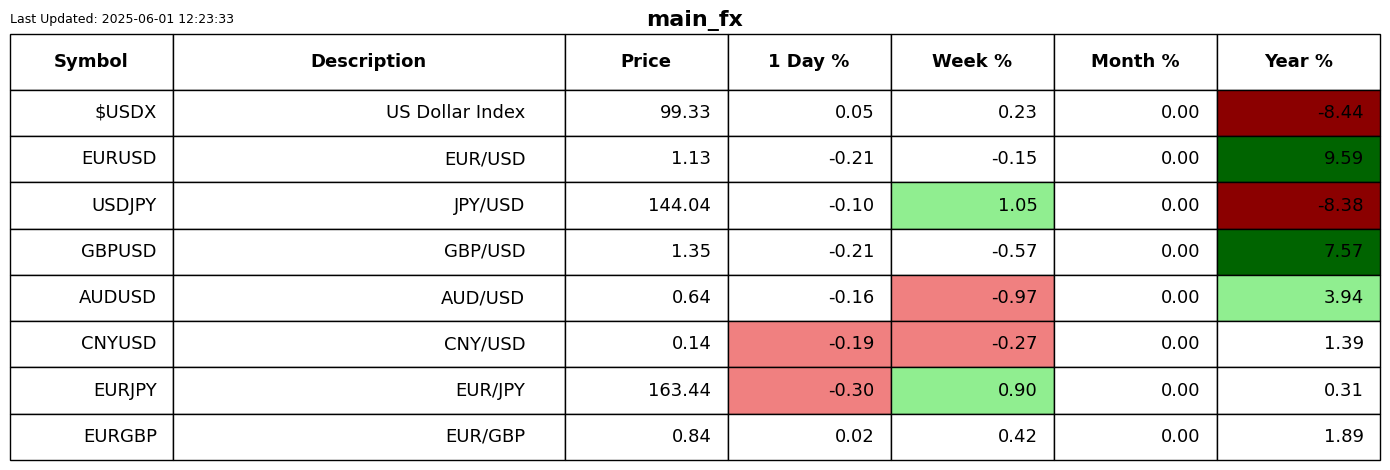 Last Updated: 2025-06-01 12:23:33
main_fx
Symbol Description Price 1 Day % Week % Month % Year %
$USDX US Dollar Index 99.33 0.05 0.23 0.00 -8.44
EURUSD EUR/USD 1.13 -0.21 -0.15 0.00 9.59
USDJPY JPY/USD 144.04 -0.10 1.05 0.00 -8.38
GBPUSD GBP/USD 1.35 -0.21 -0.57 0.00 7.57
AUDUSD AUD/USD 0.64 -0.16 -0.97 0.00 3.94
CNYUSD CNY/USD 0.14 -0.19 -0.27 0.00 1.39
EURJPY EUR/JPY 163.44 -0.30 0.90 0.00 0.31
EURGBP EUR/GBP 0.84 0.02 0.42 0.00 1.89